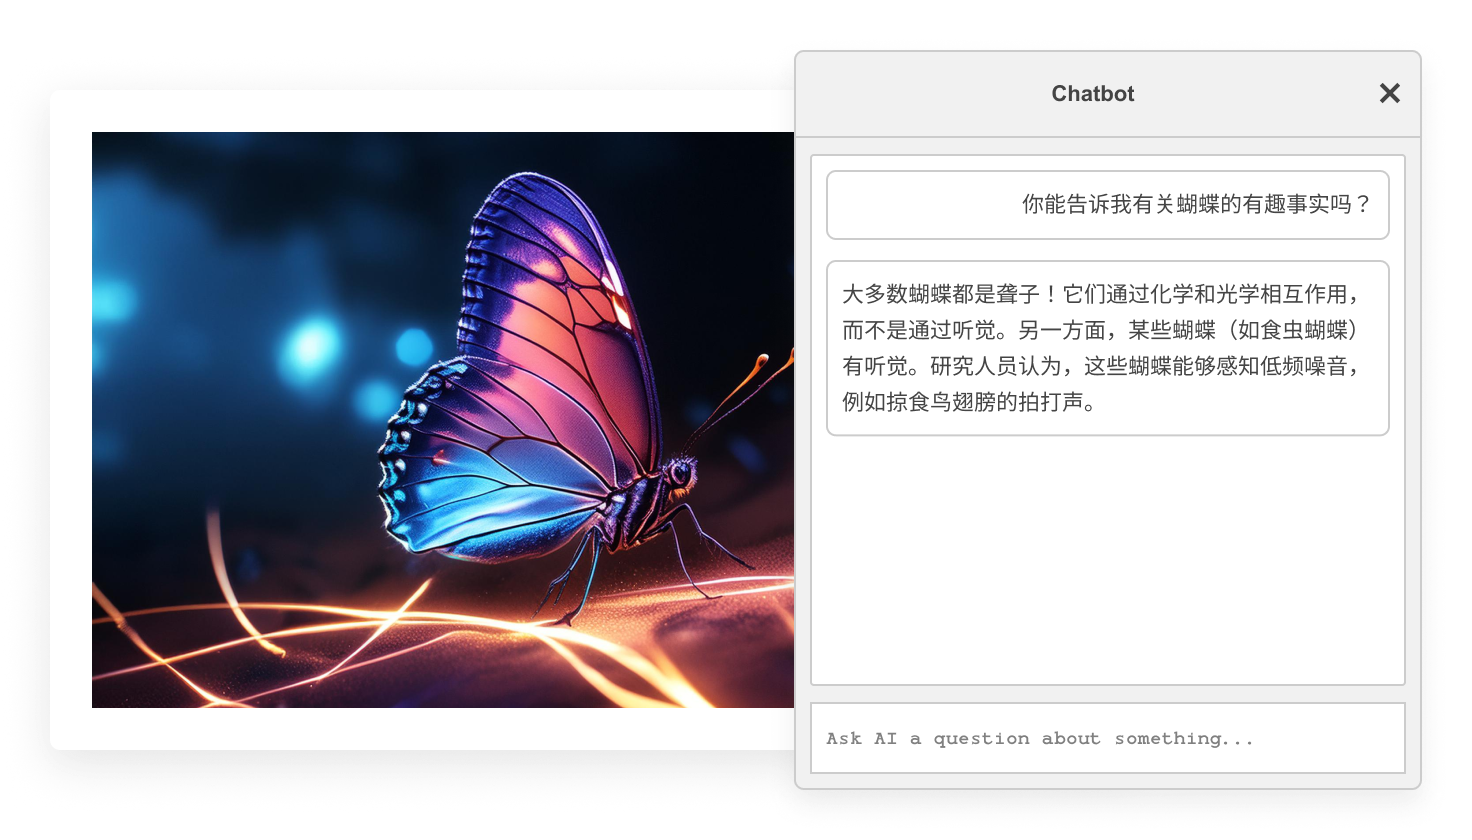 Chatbot
你能告诉我有关蝴蝶的有趣事实吗？
大多数蝴蝶都是聋子！它们通过化学和光学相互作用，
而不是通过听觉。另一方面，某些蝴蝶（如食虫蝴蝶）
有听觉。研究人员认为，这些蝴蝶能够感知低频噪音，
例如掠食鸟翅膀的拍打声。
Ask AI a question about something...